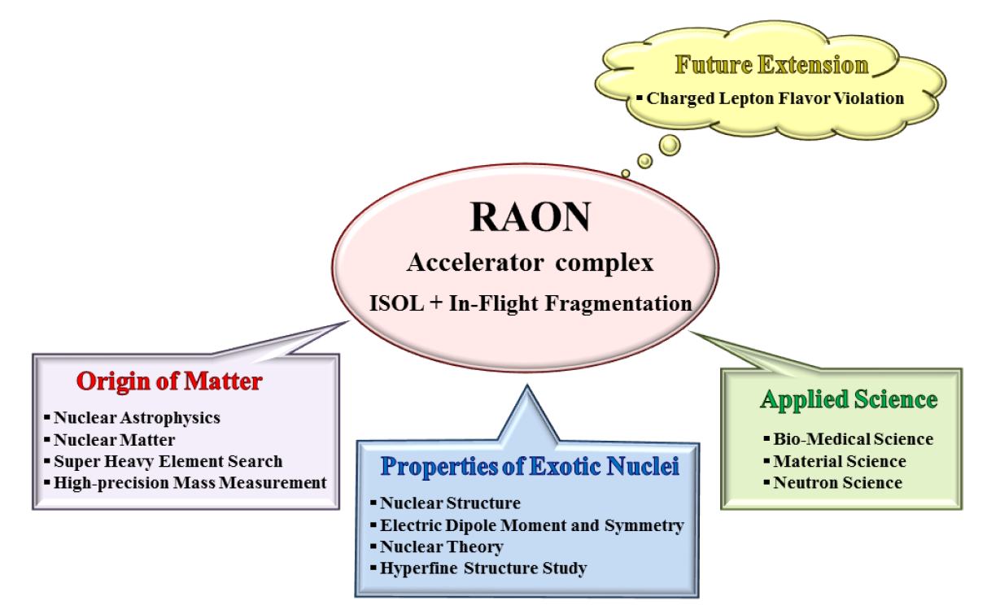 Future Extension
▪ Charged Lepton Flavor Violation
RAON
Accelerator complex
ISOL + In-Flight Fragmentation
Origin of Matter
▪ Nuclear Astrophysics
▪ Nuclear Matter
▪ Super Heavy Element Search
▪ High-precision Mass Measurement
Properties of Exotic Nuclei
▪ Nuclear Structure
▪ Electric Dipole Moment and Symmetry
▪ Nuclear Theory
▪ Hyperfine Structure Study
Applied Science
▪ Bio-Medical Science
▪ Material Science
▪ Neutron Science